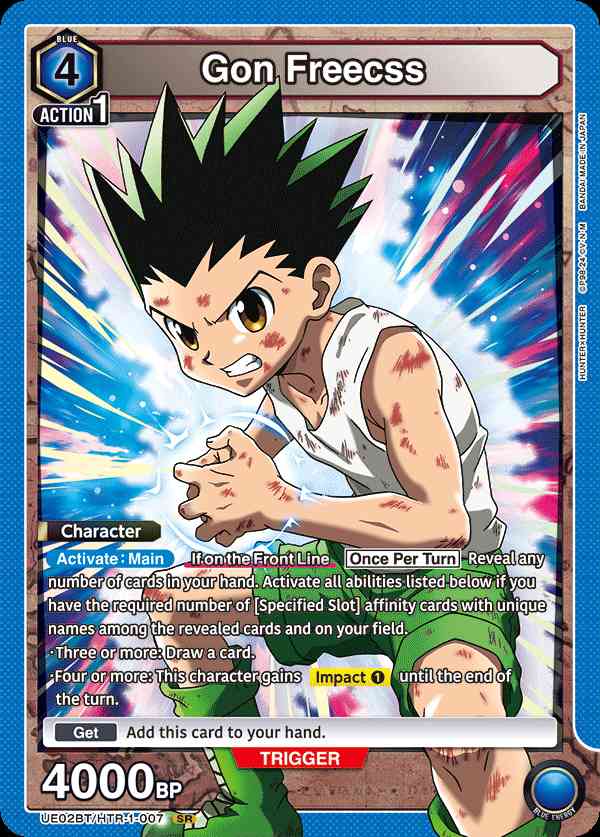 BLUE
4
ACTION 1
Gon Freecss
HUNTER×HUNTER ©P98-24 ©V･N･M BANDAI MADE IN JAPAN
Character
Activate: Main If on the Front Line Once Per Turn Reveal any
number of cards in your hand. Activate all abilities listed below if you
have the required number of [Specified Slot] affinity cards with unique
names among the revealed cards and on your field.
·Three or more: Draw a card.
·Four or more: This character gains Impact 1 until the end of
the turn.
Get Add this card to your hand.
TRIGGER
4000 BP
BLUE ENERGY
UE02BT/HTR-1-007 SR